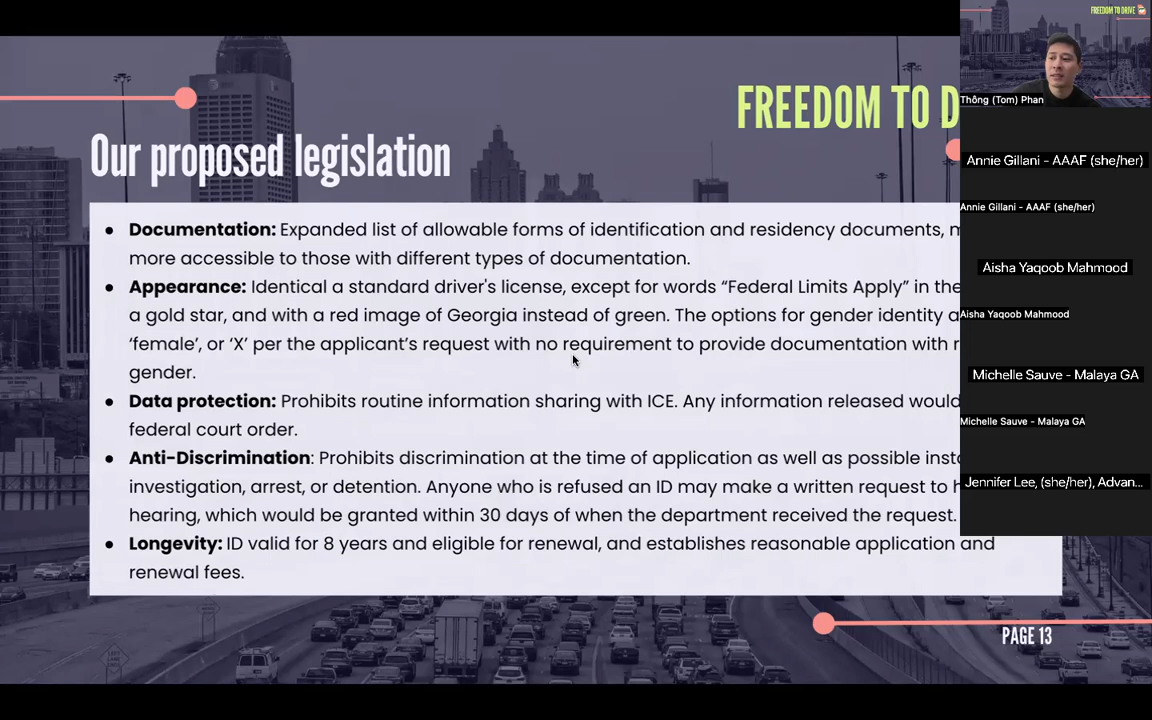 FREEDOM TO D
Our proposed legislation
● Documentation: Expanded list of allowable forms of identification and residency documents,
more accessible to those with different types of documentation.
● Appearance: Identical a standard driver's license, except for words “Federal Limits Apply” in the
a gold star, and with a red image of Georgia instead of green. The options for gender identity
‘female’, or ‘X’ per the applicant’s request with no requirement to provide documentation with
gender.
● Data protection: Prohibits routine information sharing with ICE. Any information released would
federal court order.
● Anti-Discrimination: Prohibits discrimination at the time of application as well as possible
investigation, arrest, or detention. Anyone who is refused an ID may make a written request to
hearing, which would be granted within 30 days of when the department received the request.
● Longevity: ID valid for 8 years and eligible for renewal, and establishes reasonable application and
renewal fees.
PAGE 13
FREEDOM TO DRIVE
Thông (Tom) Phan
Annie Gillani - AAAF (she/her)
Annie Gillani - AAAF (she/her)
Aisha Yaqoob Mahmood
Aisha Yaqoob Mahmood
Michelle Sauve - Malaya GA
Michelle Sauve - Malaya GA
Jennifer Lee, (she/her), Advan...